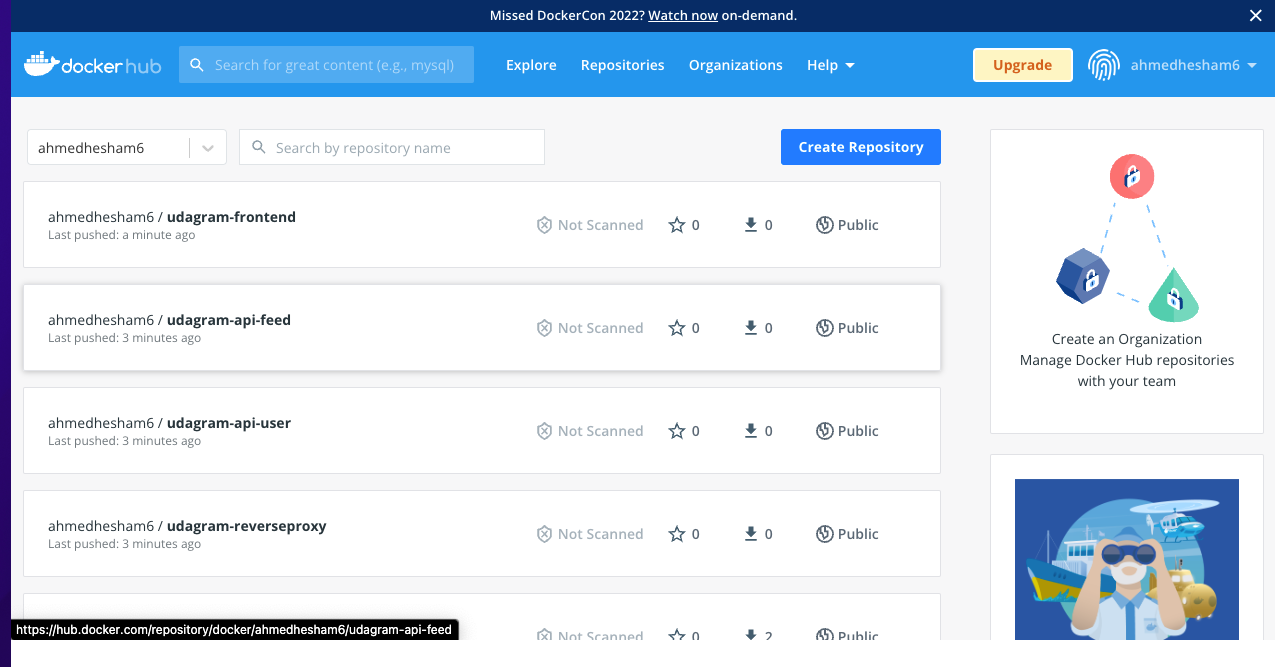 Missed DockerCon 2022? Watch now on-demand.
docker hub
Search for great content (e.g., mysql)
Explore
Repositories
Organizations
Help
Upgrade
ahmedhesham6
ahmedhesham6
Search by repository name
Create Repository
ahmedhesham6 / udagram-frontend
Last pushed: a minute ago
Not Scanned
0
0
Public
ahmedhesham6 / udagram-api-feed
Last pushed: 3 minutes ago
Not Scanned
0
0
Public
ahmedhesham6 / udagram-api-user
Last pushed: 3 minutes ago
Not Scanned
0
0
Public
ahmedhesham6 / udagram-reverseproxy
Last pushed: 3 minutes ago
Not Scanned
0
0
Public
Not Scanned
0
2
Public
Create an Organization
Manage Docker Hub repositories
with your team
https://hub.docker.com/repository/docker/ahmedhesham6/udagram-api-feed